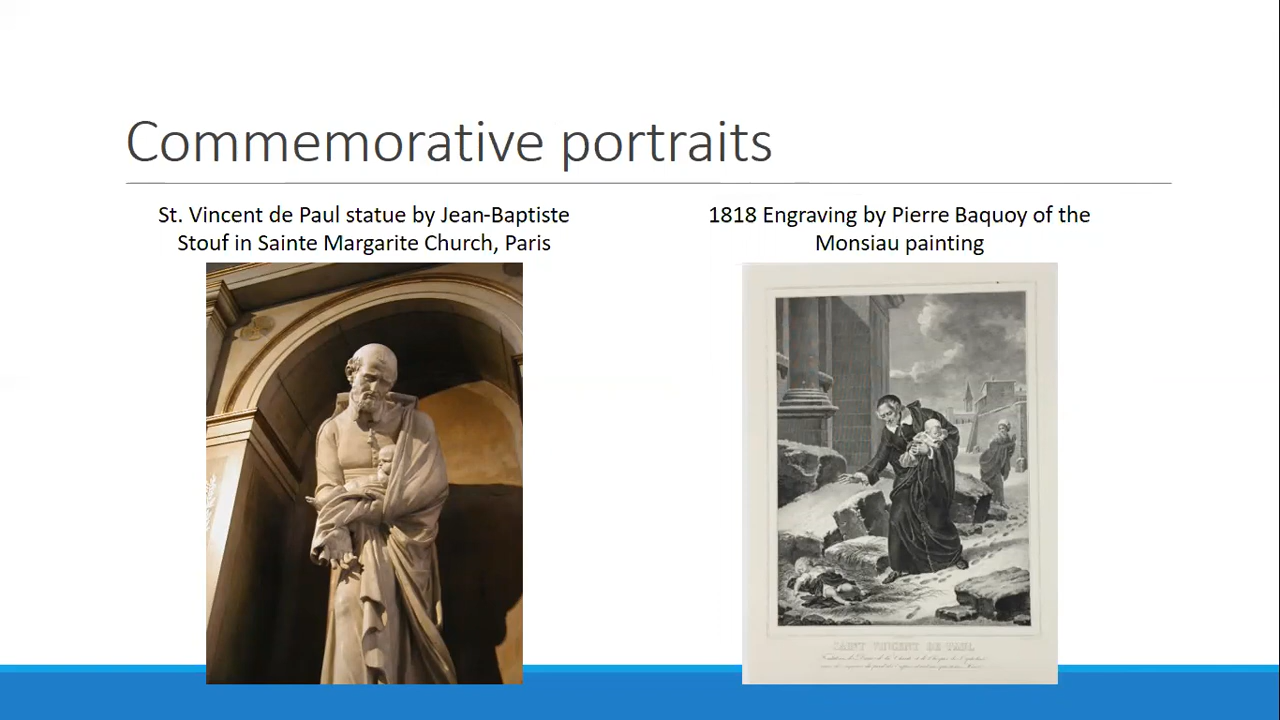 Commemorative portraits
St. Vincent de Paul statue by Jean-Baptiste
Stouf in Sainte Margarite Church, Paris
1818 Engraving by Pierre Baquoy of the
Monsiau painting
SAINT VINCENT DE PAUL